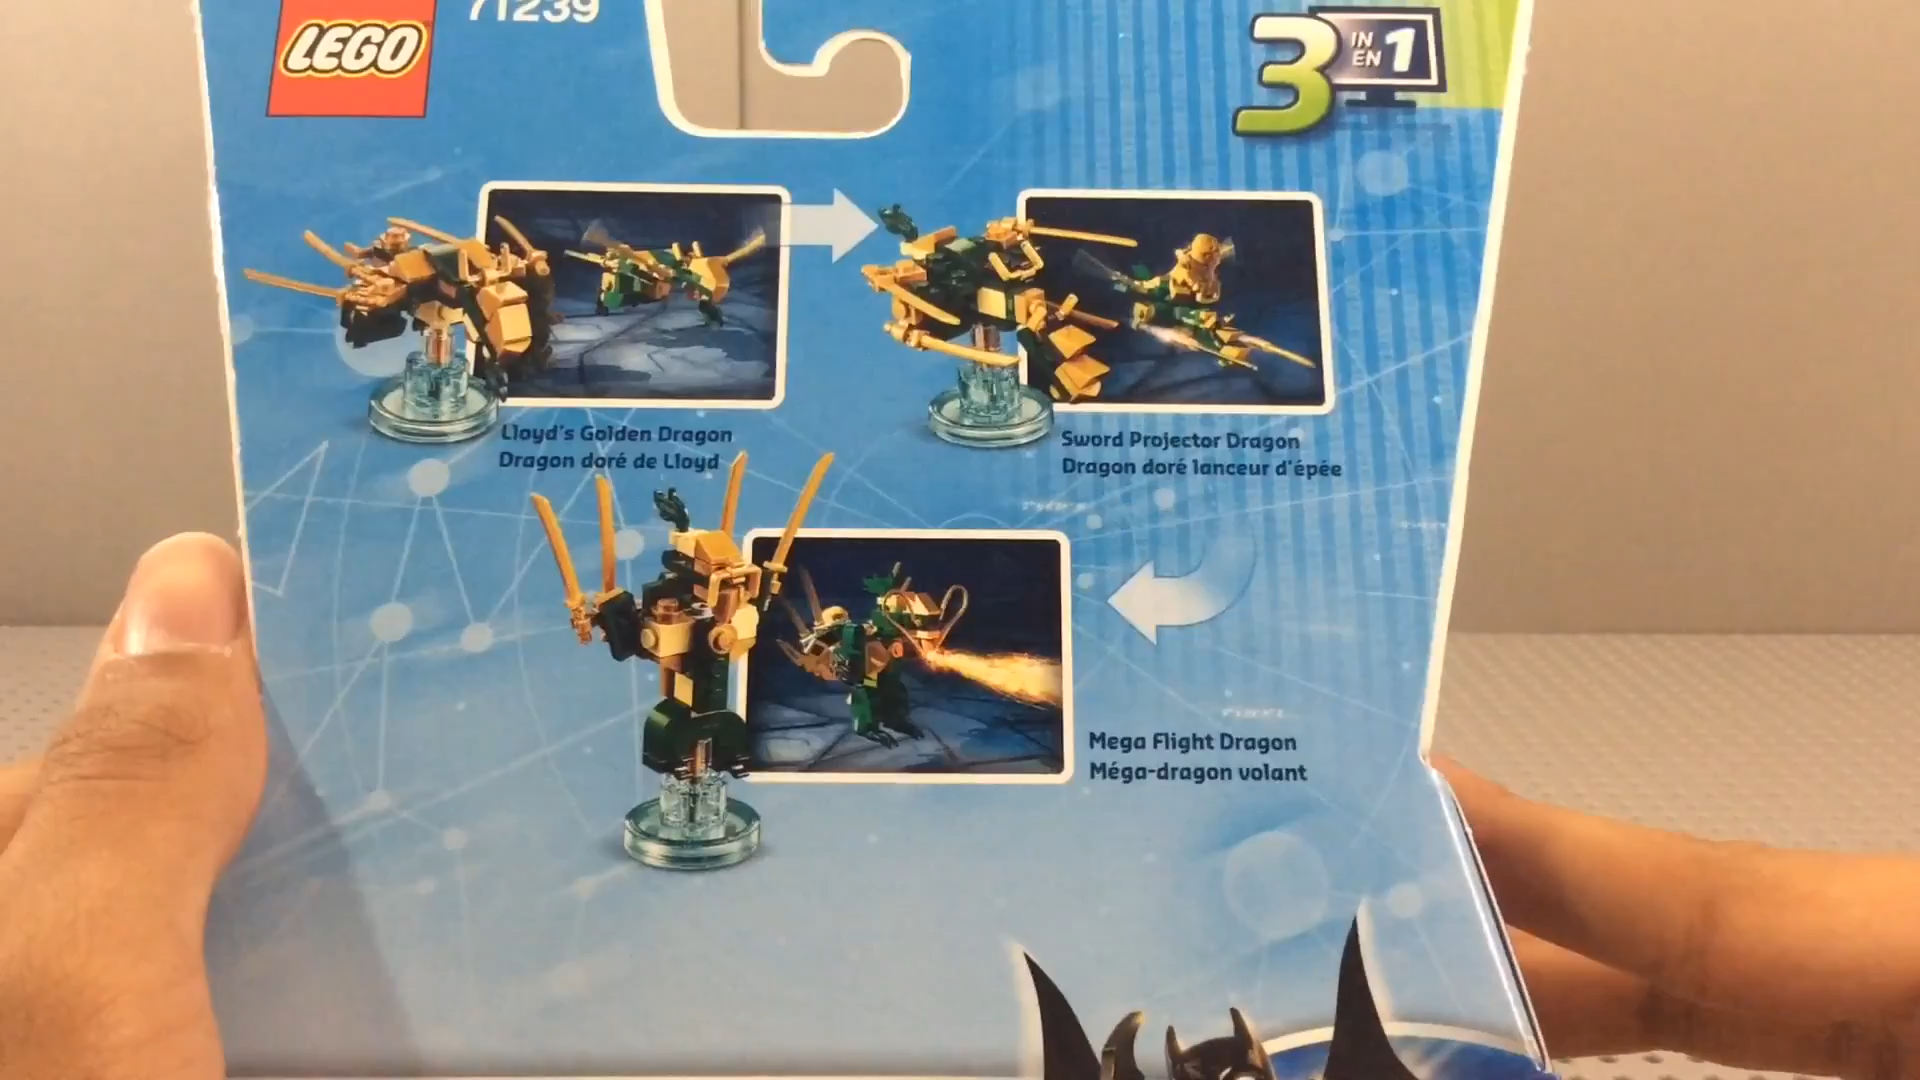 LEGO
71239
3 IN EN 1
Lloyd's Golden Dragon
Dragon doré de Lloyd
Sword Projector Dragon
Dragon doré lanceur d'épée
Mega Flight Dragon
Méga-dragon volant